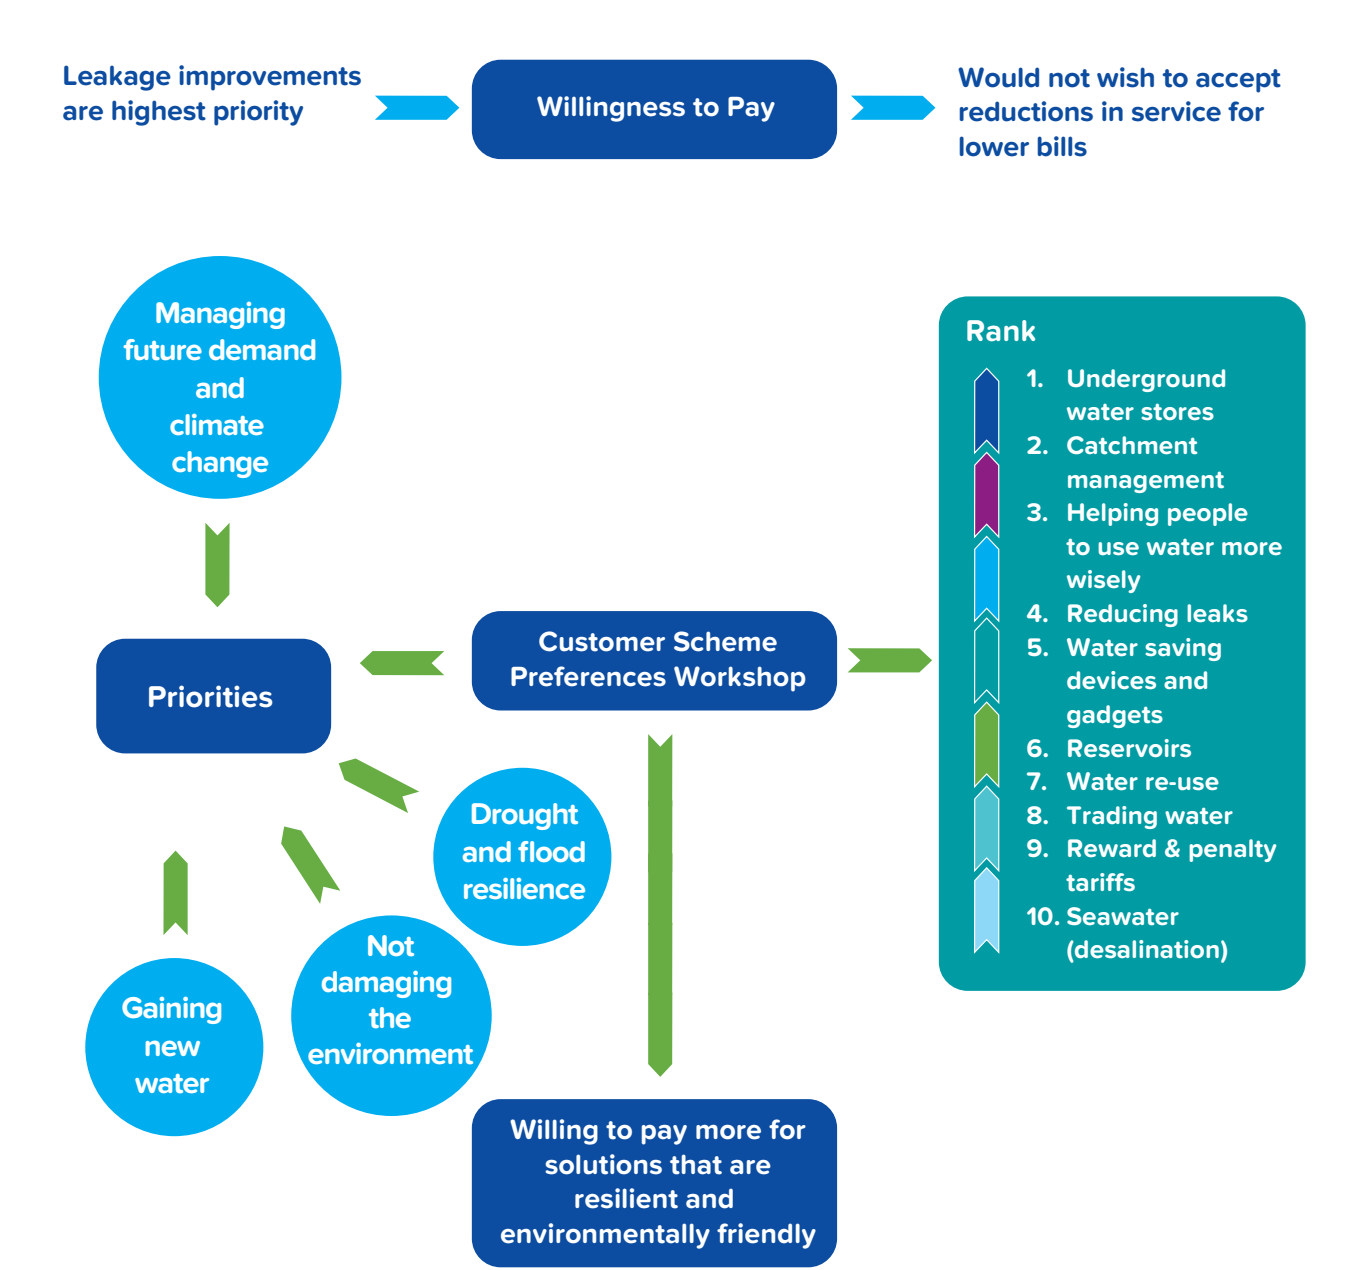 Leakage improvements
are highest priority
Willingness to Pay
Would not wish to accept
reductions in service for
lower bills
Managing
future demand
and
climate
change
Priorities
Customer Scheme
Preferences Workshop
Drought
and flood
resilience
Not
damaging
the
environment
Gaining
new
water
Willing to pay more for
solutions that are
resilient and
environmentally friendly
Rank
1. Underground
water stores
2. Catchment
management
3. Helping people
to use water more
wisely
4. Reducing leaks
5. Water saving
devices and
gadgets
6. Reservoirs
7. Water re-use
8. Trading water
9. Reward & penalty
tariffs
10. Seawater
(desalination)